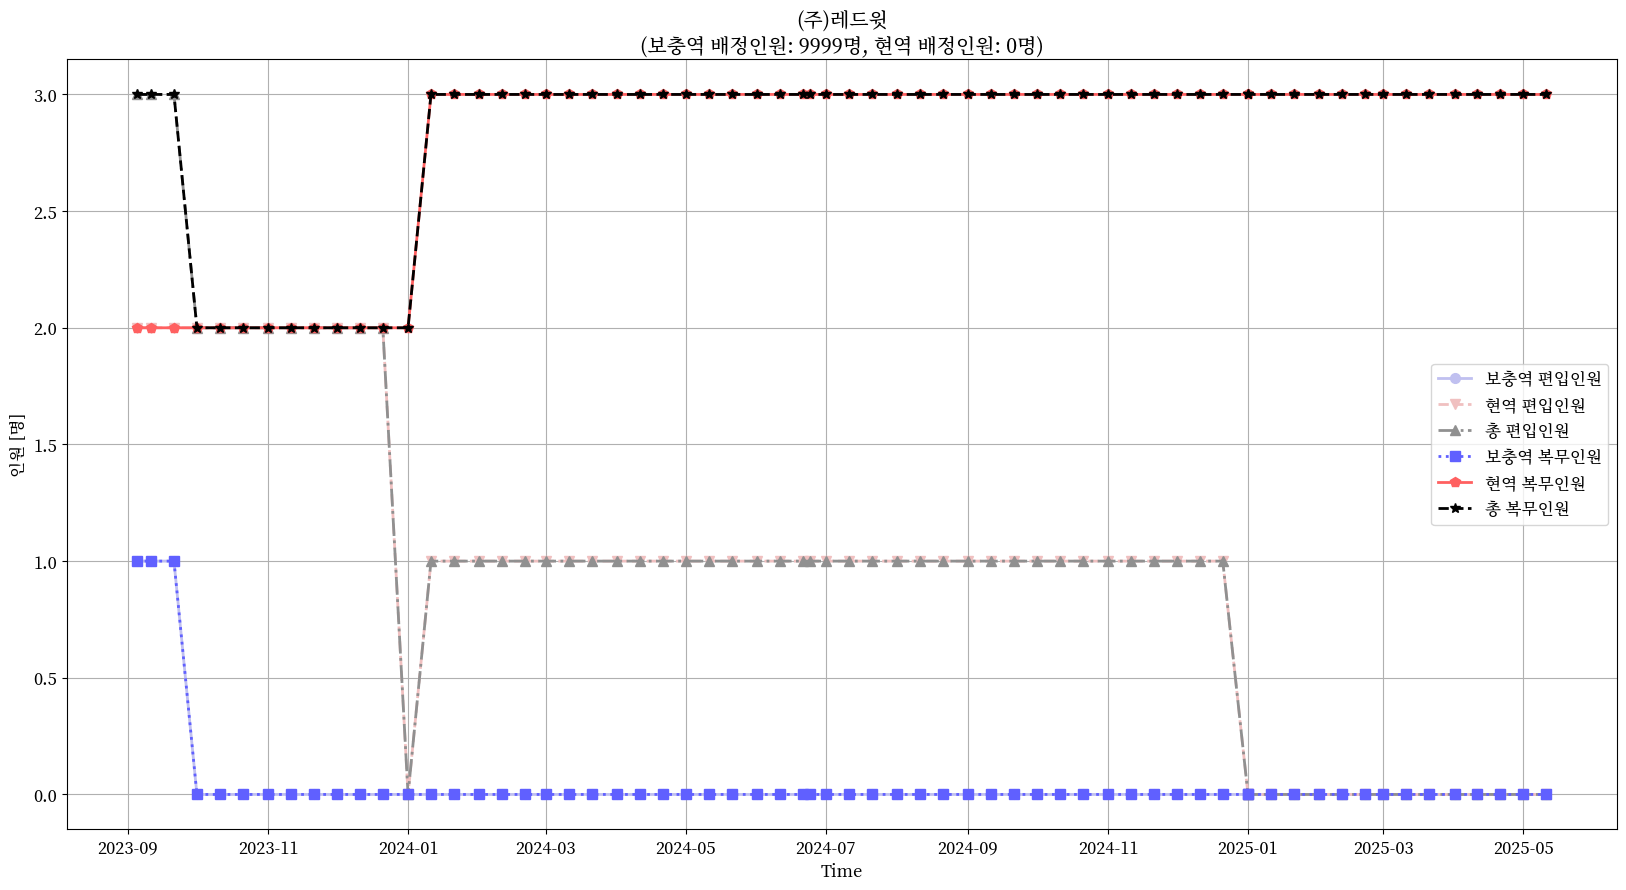 (주)레드윗
(보충역 배정인원: 9999명, 현역 배정인원: 0명)
인원 [명]
3.0
2.5
2.0
1.5
1.0
0.5
0.0
보충역 편입인원
현역 편입인원
총 편입인원
보충역 복무인원
현역 복무인원
총 복무인원
2023-09 2023-11 2024-01 2024-03 2024-05 2024-07 2024-09 2024-11 2025-01 2025-03 2025-05
Time